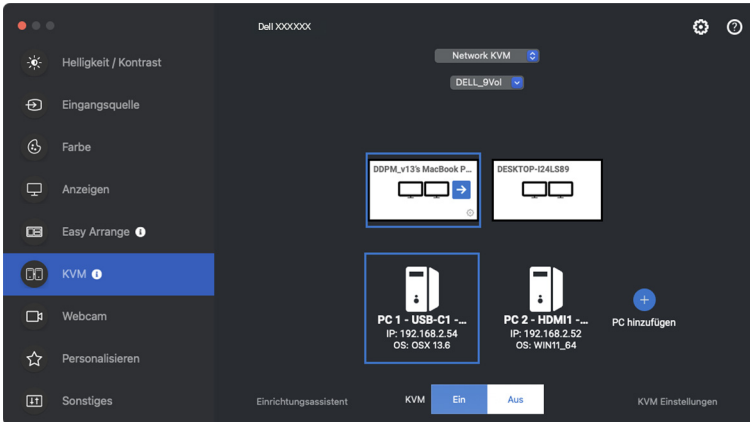 Dell XXXXXX
Helligkeit / Kontrast
Eingangsquelle
Farbe
Anzeigen
Easy Arrange
KVM
Webcam
Personalisieren
Sonstiges
Network KVM
DELL_9Vol
DDPM_v13's MacBook P...
DESKTOP-I24LS89
PC 1 - USB-C1 -...
IP: 192.168.2.54
OS: OSX 13.6
PC 2 - HDMI1 -...
IP: 192.168.2.52
OS: WIN11_64
PC hinzufügen
Einrichtungsassistent
KVM
Ein
Aus
KVM Einstellungen